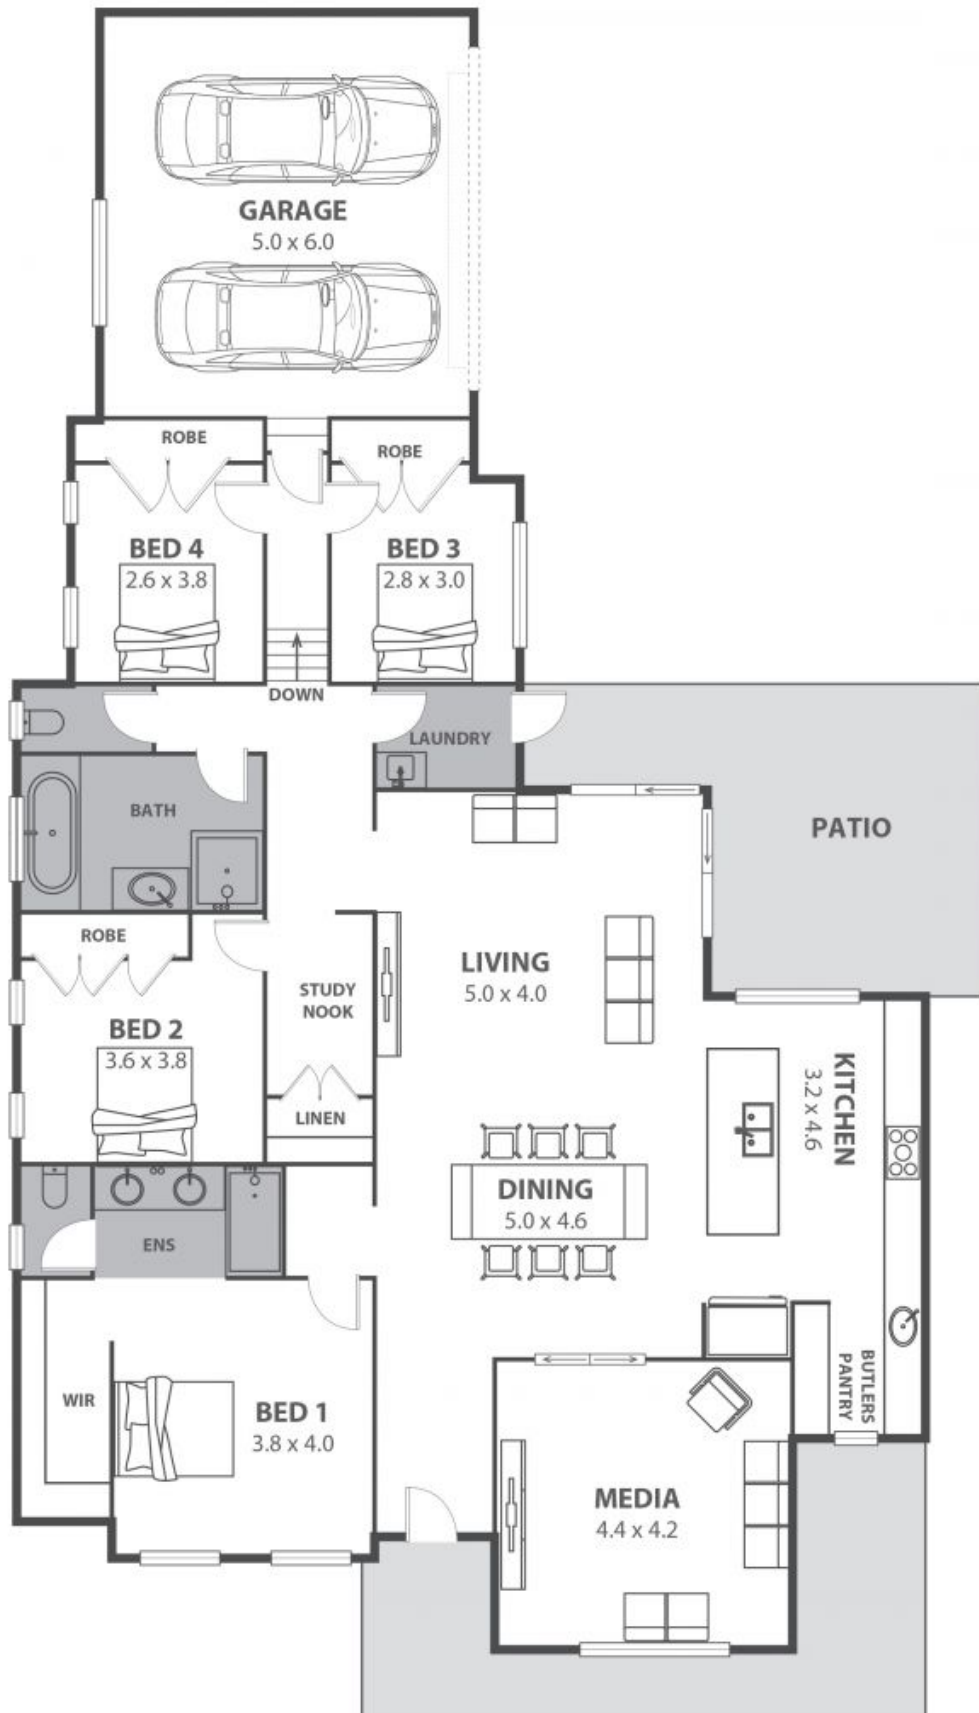 GARAGE
5.0 x 6.0
ROBE
ROBE
BED 4
2.6 x 3.8
BED 3
2.8 x 3.0
DOWN
LAUNDRY
BATH
PATIO
ROBE
LIVING
5.0 x 4.0
STUDY
NOOK
BED 2
3.6 x 3.8
KITCHEN
3.2 x 4.6
LINEN
DINING
5.0 x 4.6
ENS
WIR
BED 1
3.8 x 4.0
BUTLERS
PANTRY
MEDIA
4.4 x 4.2